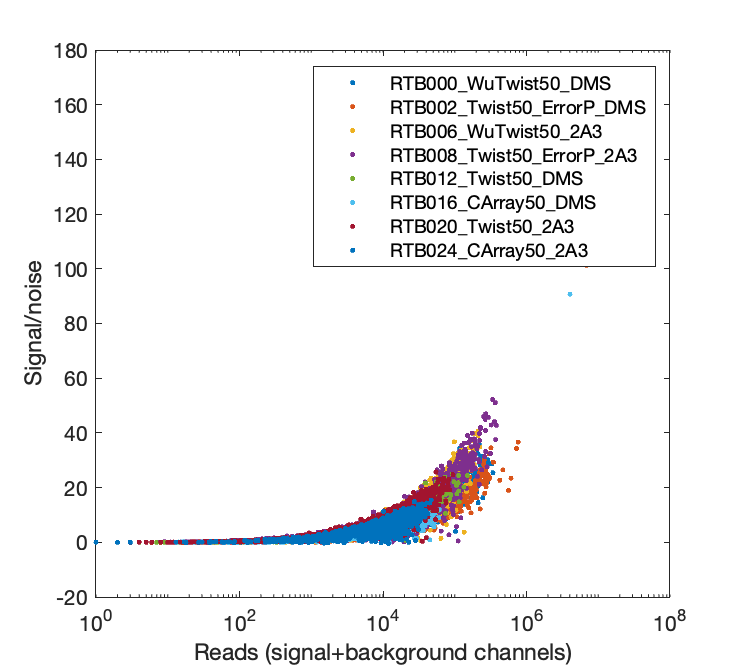 180
160
140
120
100
80
60
40
20
0
-20
Signal/noise
RTB000_WuTwist50_DMS
RTB002_Twist50_ErrorP_DMS
RTB006_WuTwist50_2A3
RTB008_Twist50_ErrorP_2A3
RTB012_Twist50_DMS
RTB016_CArray50_DMS
RTB020_Twist50_2A3
RTB024_CArray50_2A3
10^0 10^2 10^4 10^6 10^8
Reads (signal+background channels)